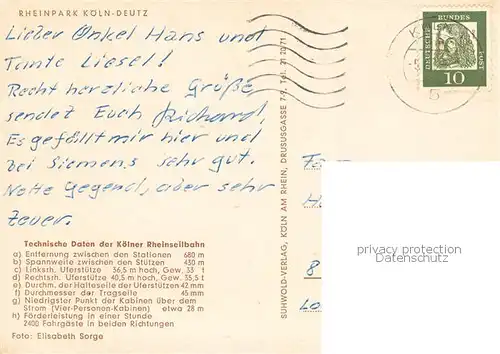 RHEINPARK KÖLN-DEUTZ
Lieber Onkel Hans und
Tante Liesel!
Recht herzliche Grüße
sendet Euch Richard,
Es gefällt mir hier und
bei Siemens sehr gut.
Nette Gegend, aber sehr
teuer.
Technische Daten der Kölner Rheinseilbahn
a) Entfernung zwischen den Stationen 680 m
b) Spannweite zwischen den Stützen 430 m
c) Linksrh. Uferstütze 36,5 m hoch, Gew. 33 t
d) Rechtsrh. Uferstütze 40,5 m hoch, Gew. 35,5 t
e) Durchm. der Halteseile der Uferstützen 42 mm
f) Durchmesser der Tragseile 45 mm
g) Niedrigster Punkt der Kabinen über dem
Strom (Vier-Personen-Kabinen) etwa 28 m
h) Förderleistung in einer Stunde
2400 Fahrgäste in beiden Richtungen
Foto: Elisabeth Sorge
SUHWOLD-VERLAG, KÖLN AM RHEIN, DRUSUSGASSE 7-9, TEL. 21 20 71
DEUTSCHE BUNDES POST
10
privacy protection
Datenschutz